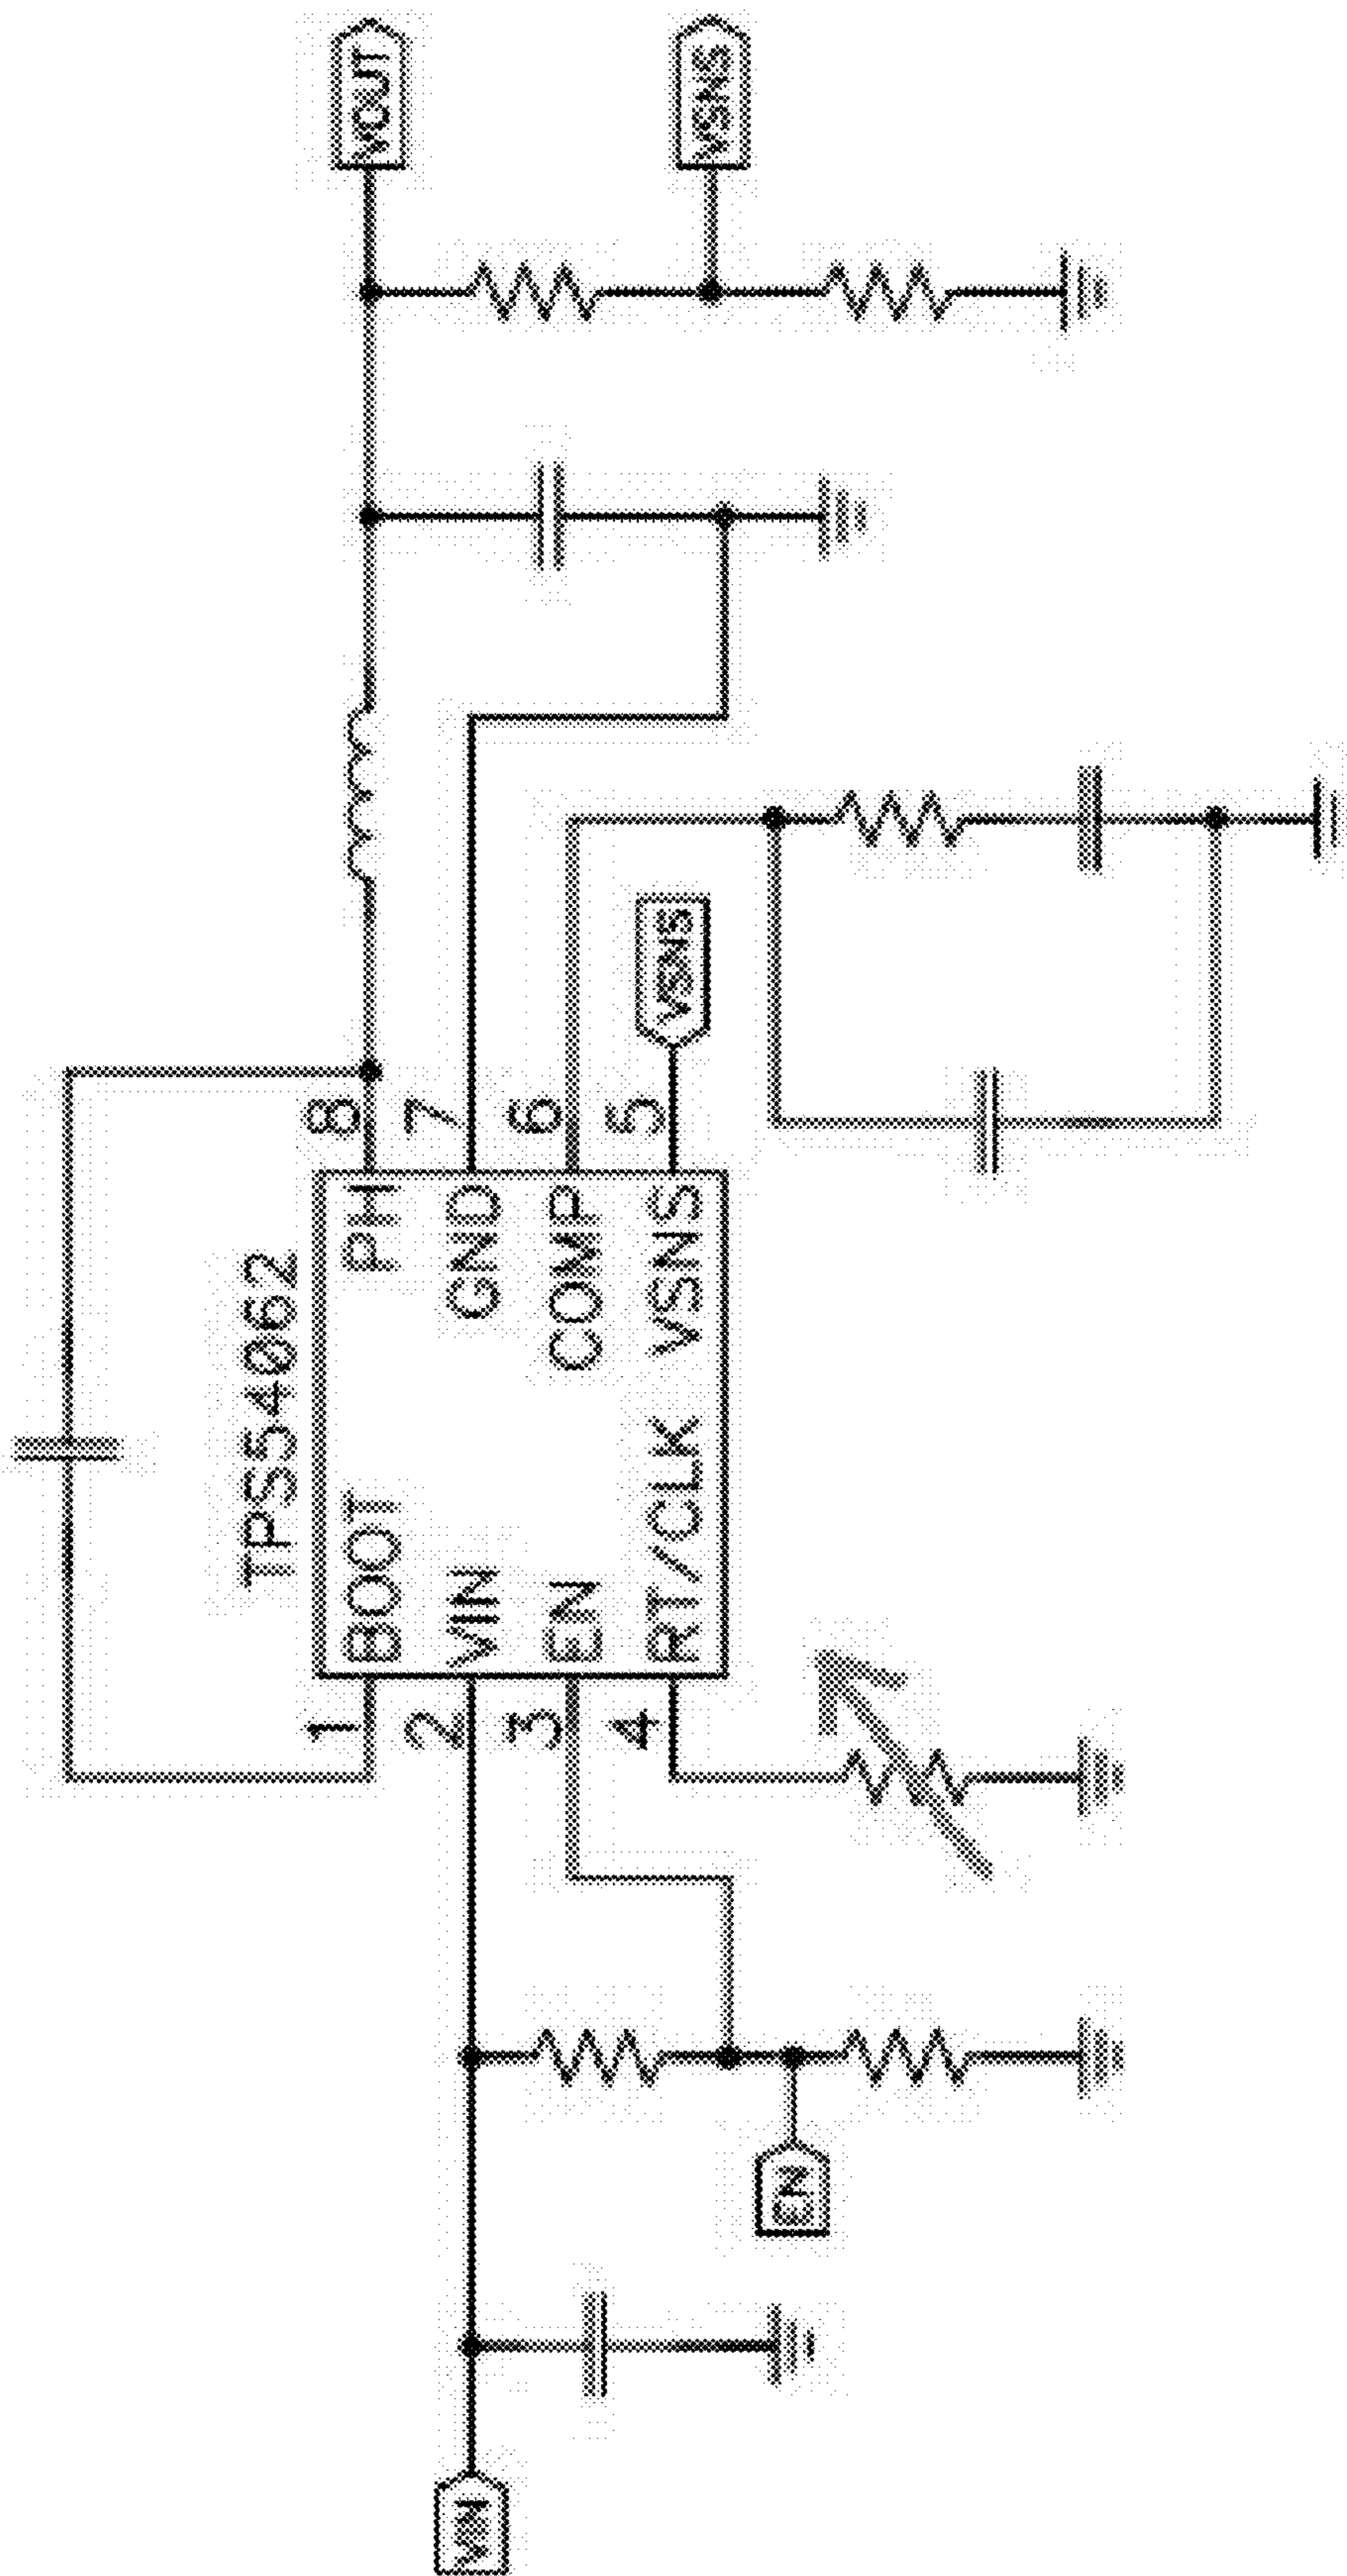 TPS54062
1 BOOT
PH 8
VIN
2 VIN
GND 7
VOUT
3 EN
COMP 6
EN
4 RT/CLK
VSNS 5
VSNS
VSNS